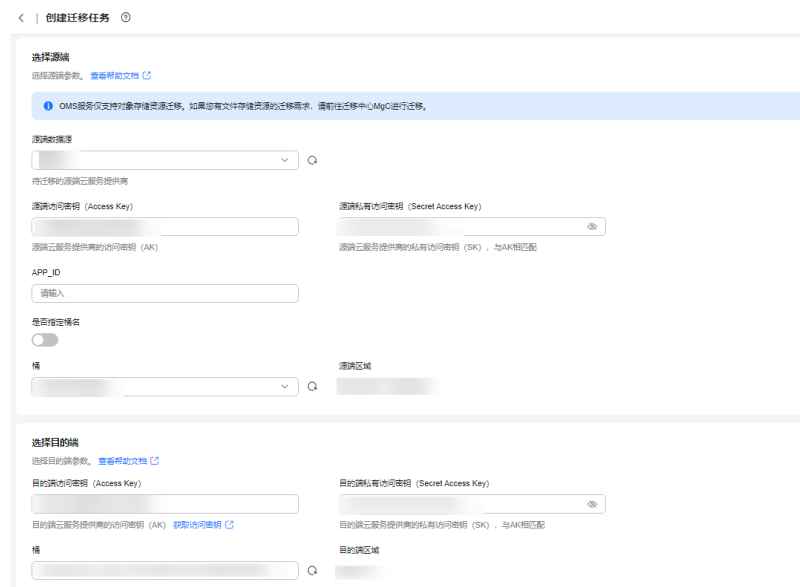 创建迁移任务
选择源端
选择源端参数。 查看帮助文档
OMS服务仅支持对象存储资源迁移。如果您有文件存储资源的迁移需求，请前往迁移中心MgC进行迁移。
源端数据源
待迁移的源端云服务提供商
源端访问密钥（Access Key） 源端私有访问密钥（Secret Access Key）
源端云服务提供商的访问密钥（AK） 源端云服务提供商的私有访问密钥（SK），与AK相匹配
APP_ID
请输入
是否指定桶名
桶 源端区域
选择目的端
选择目的端参数。 查看帮助文档
目的端访问密钥（Access Key） 目的端私有访问密钥（Secret Access Key）
目的端云服务提供商的访问密钥（AK） 获取访问密钥 目的端云服务提供商的私有访问密钥（SK），与AK相匹配
桶 目的端区域